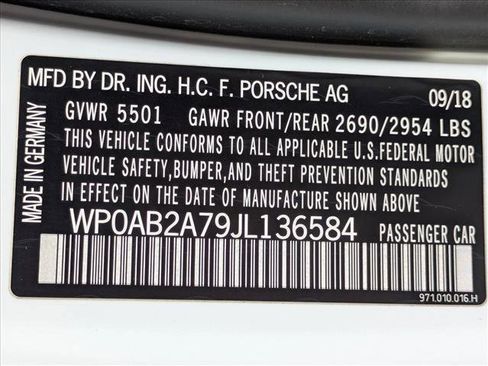 MFD BY DR. ING. H.C. F. PORSCHE AG 09/18
GVWR 5501 GAWR FRONT/REAR 2690/2954 LBS
THIS VEHICLE CONFORMS TO ALL APPLICABLE U.S.FEDERAL MOTOR
VEHICLE SAFETY,BUMPER,AND THEFT PREVENTION STANDARDS
IN EFFECT ON THE DATE OF MANUFACTURE SHOWN ABOVE
WP0AB2A79JL136584 PASSENGER CAR
971.010.016.H
MADE IN GERMANY